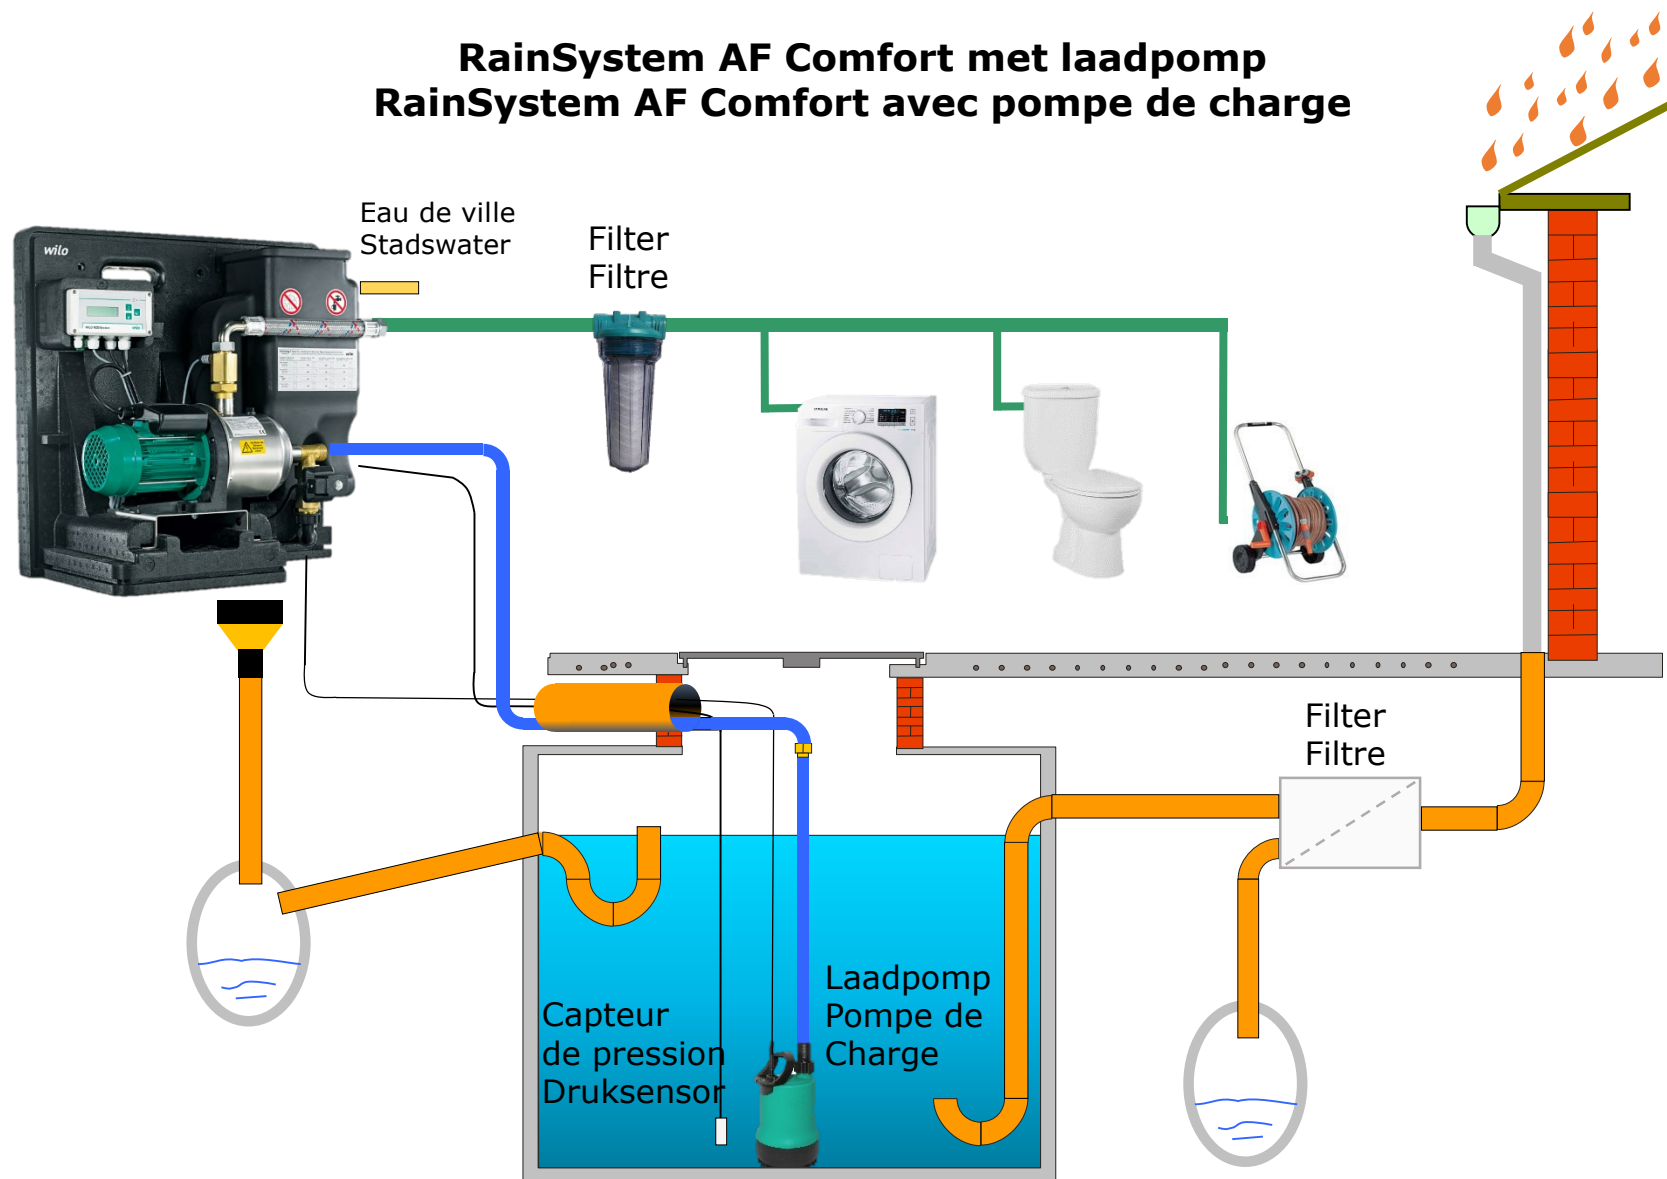 RainSystem AF Comfort met laadpomp
RainSystem AF Comfort avec pompe de charge
Eau de ville
Stadswater
Filter
Filtre
wilo
wilo
Filter
Filtre
Laadpomp
Pompe de
Charge
Capteur
de pression
Druksensor